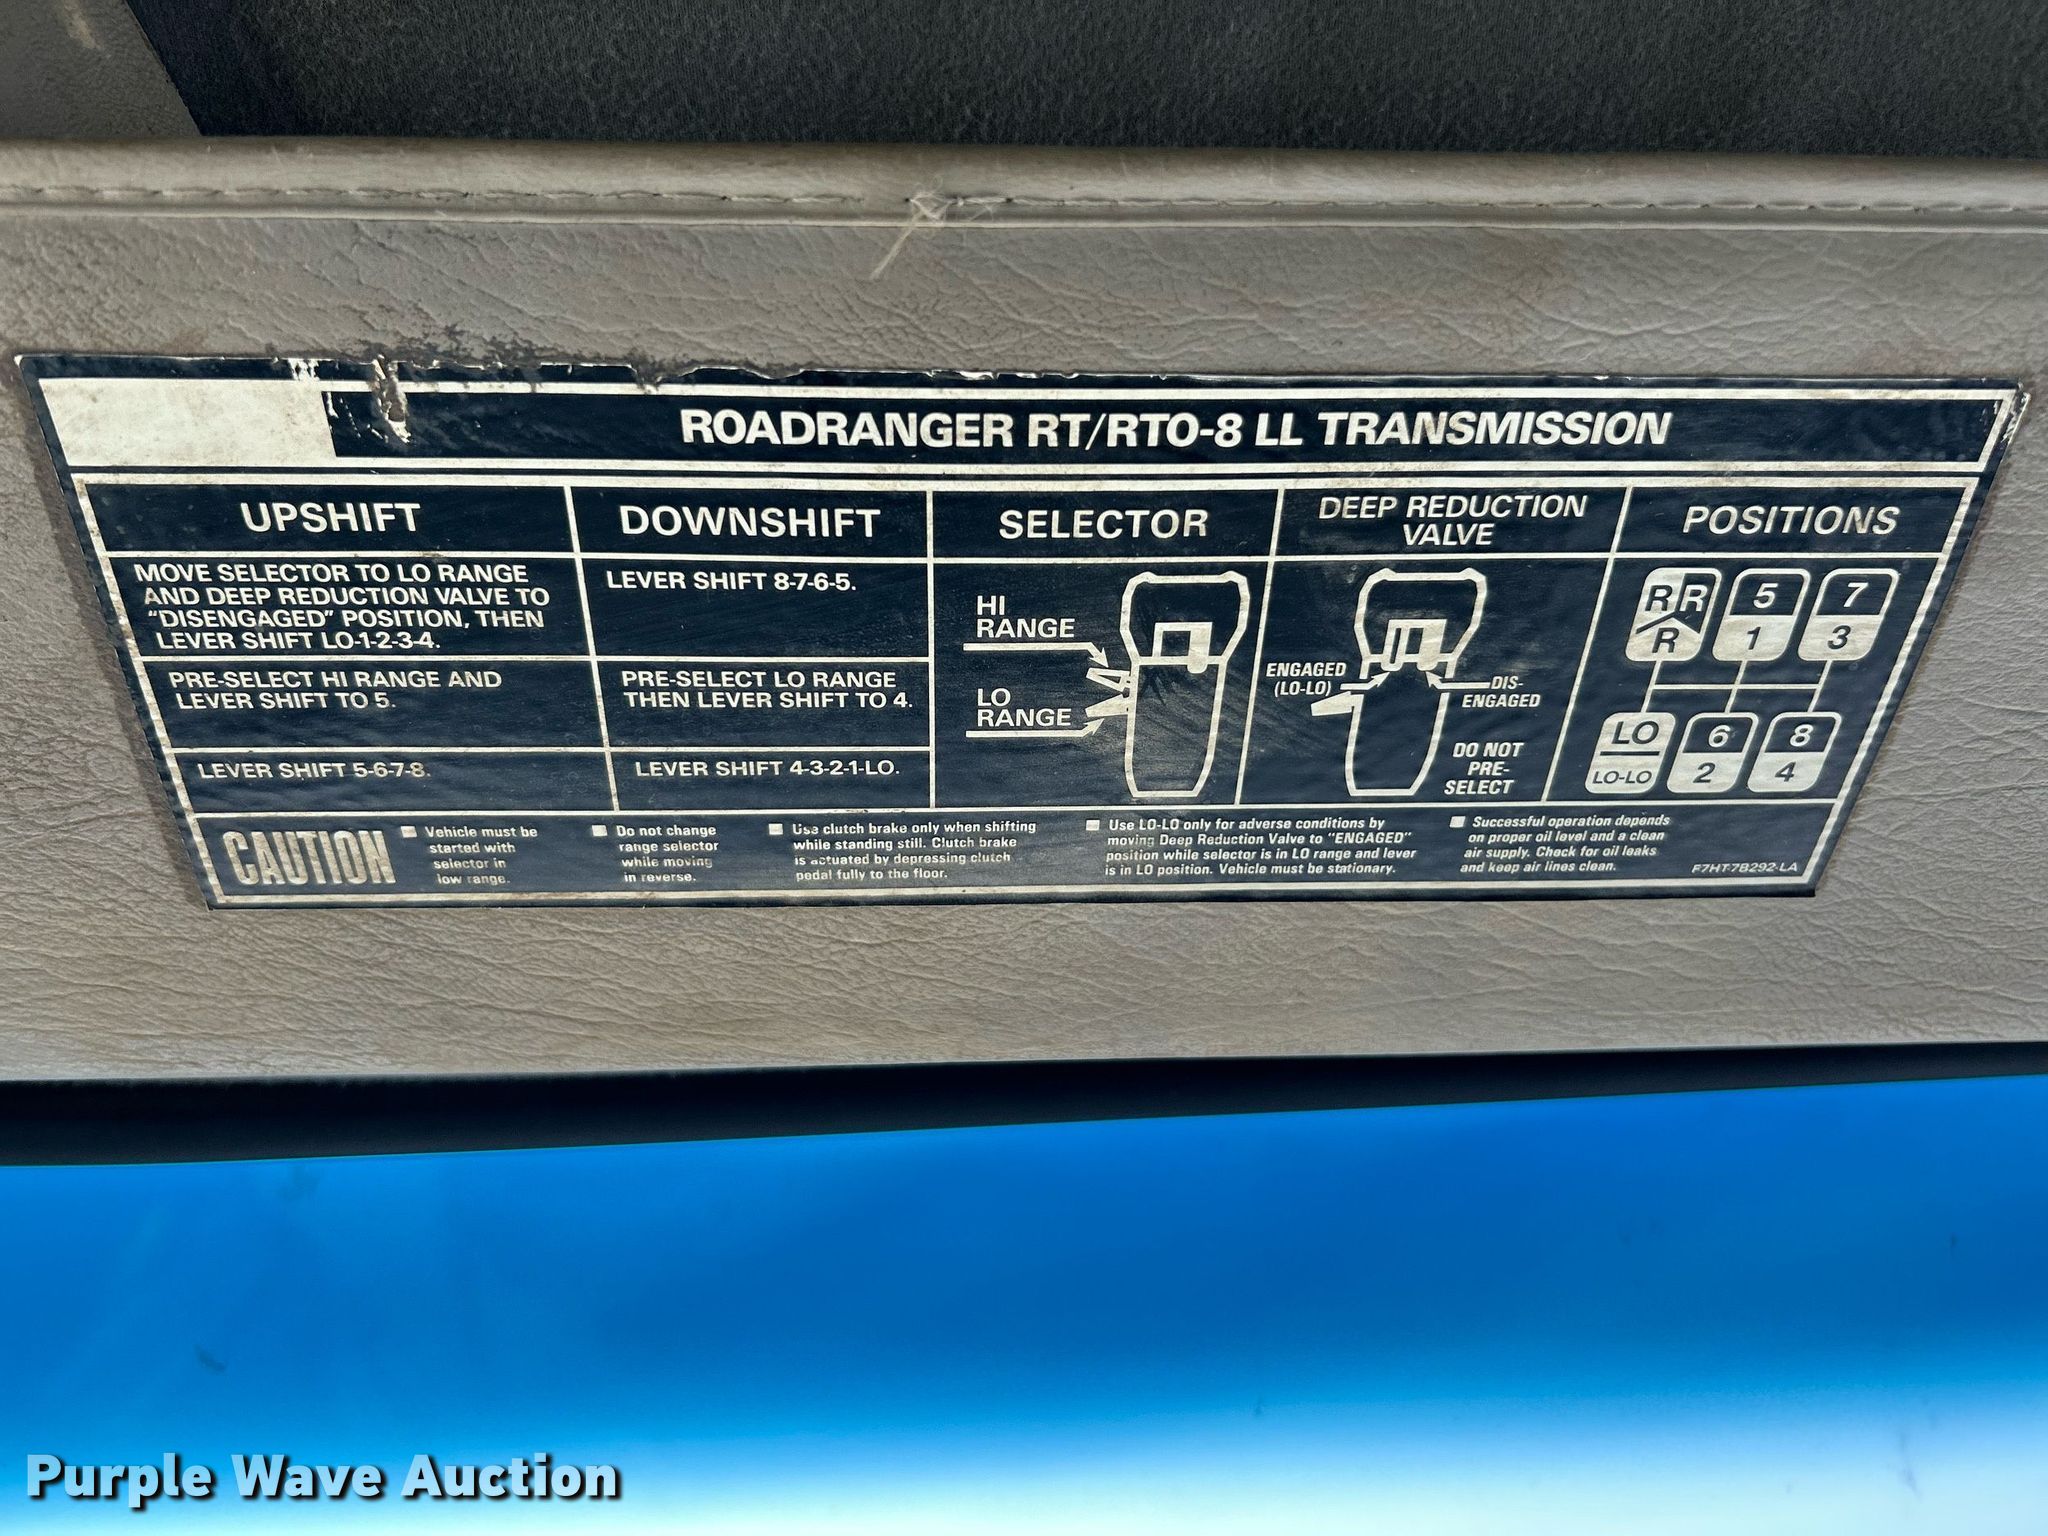 ROADRANGER RT/RTO-8 LL TRANSMISSION
UPSHIFT
MOVE SELECTOR TO LO RANGE
AND DEEP REDUCTION VALVE TO
"DISENGAGED" POSITION, THEN
LEVER SHIFT LO-1-2-3-4.
PRE-SELECT HI RANGE AND
LEVER SHIFT TO 5.
LEVER SHIFT 5-6-7-8.
DOWNSHIFT
LEVER SHIFT 8-7-6-5.
PRE-SELECT LO RANGE
THEN LEVER SHIFT TO 4.
LEVER SHIFT 4-3-2-1-LO.
SELECTOR
HI
RANGE
LO
RANGE
DEEP REDUCTION
VALVE
ENGAGED
(LO-LO)
DIS-
ENGAGED
DO NOT
PRE-
SELECT
POSITIONS
R R 5 7
R 1 3
LO 6 8
LO-LO 2 4
CAUTION
Vehicle must be
started with
selector in
low range.
Do not change
range selector
while moving
in reverse.
Use clutch brake only when shifting
while standing still. Clutch brake
is actuated by depressing clutch
pedal fully to the floor.
Use LO-LO only for adverse conditions by
moving Deep Reduction Valve to "ENGAGED"
position while selector is in LO range and lever
is in LO position. Vehicle must be stationary.
Successful operation depends
on proper oil level and a clean
air supply. Check for oil leaks
and keep air lines clean.
F7HT-7B292-LA
Purple Wave Auction